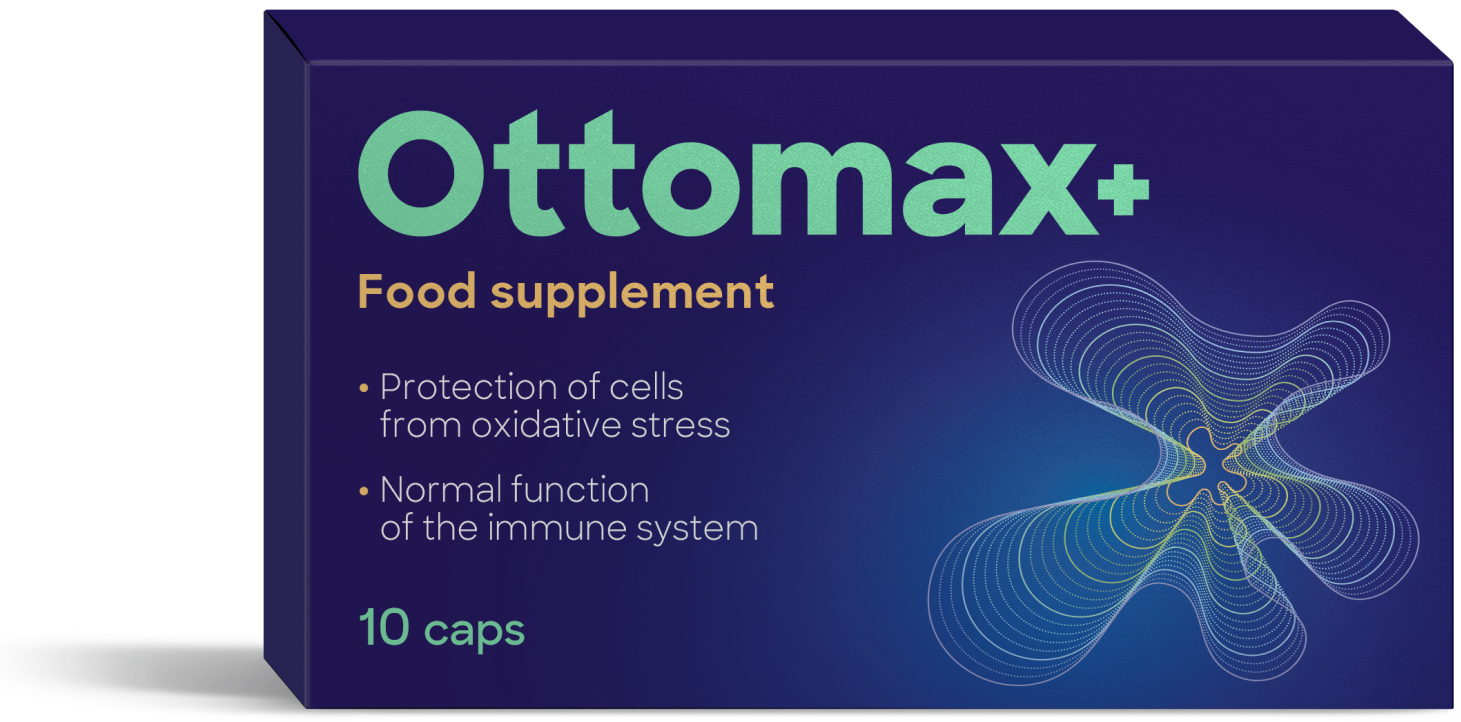 Ottomax+
Food supplement
• Protection of cells
from oxidative stress
• Normal function
of the immune system
10 caps